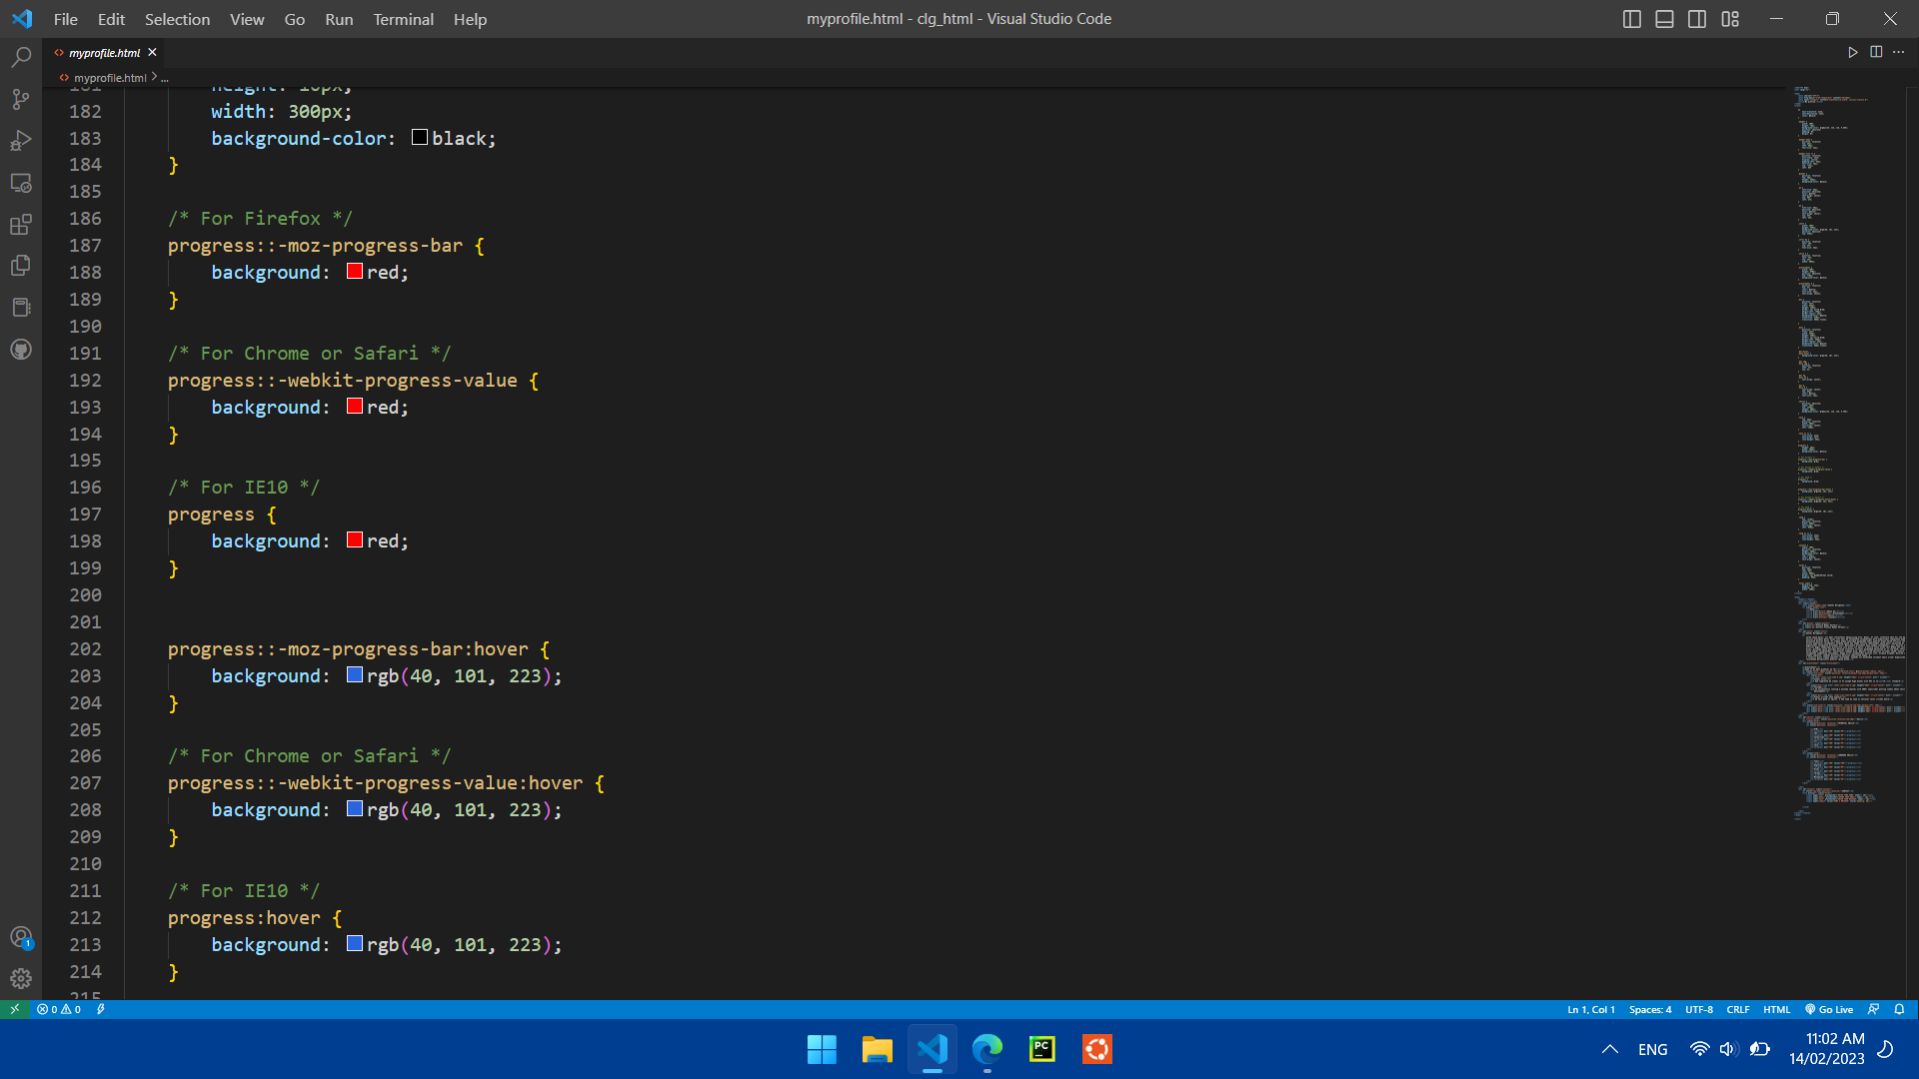 File Edit Selection View Go Run Terminal Help
myprofile.html - clg_html - Visual Studio Code
<> myprofile.html ×
<> myprofile.html > ...
181 height: 10px;
182 width: 300px;
183 background-color: black;
184 }
185
186 /* For Firefox */
187 progress::-moz-progress-bar {
188 background: red;
189 }
190
191 /* For Chrome or Safari */
192 progress::-webkit-progress-value {
193 background: red;
194 }
195
196 /* For IE10 */
197 progress {
198 background: red;
199 }
200
201
202 progress::-moz-progress-bar:hover {
203 background: rgb(40, 101, 223);
204 }
205
206 /* For Chrome or Safari */
207 progress::-webkit-progress-value:hover {
208 background: rgb(40, 101, 223);
209 }
210
211 /* For IE10 */
212 progress:hover {
213 background: rgb(40, 101, 223);
214 }
215
1
0 0
Ln 1, Col 1 Spaces: 4 UTF-8 CRLF HTML Go Live
PC
ENG
11:02 AM
14/02/2023